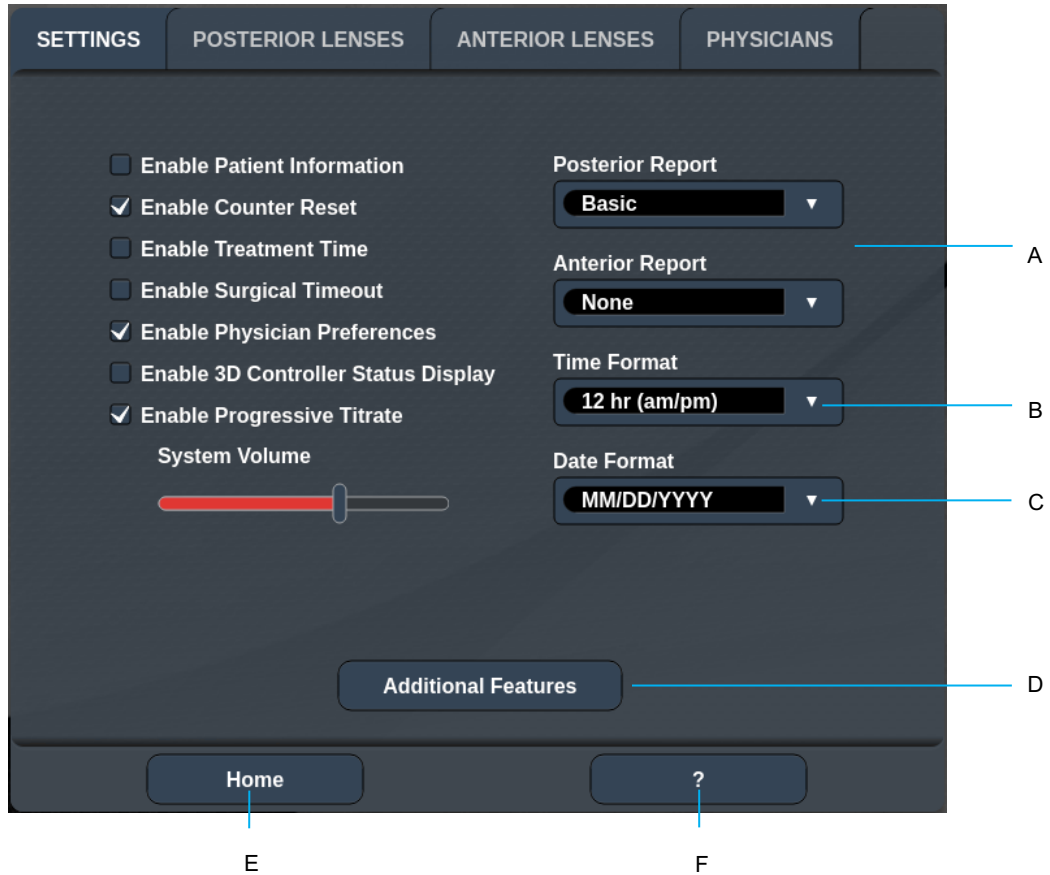 SETTINGS POSTERIOR LENSES ANTERIOR LENSES PHYSICIANS
Enable Patient Information
Enable Counter Reset
Enable Treatment Time
Enable Surgical Timeout
Enable Physician Preferences
Enable 3D Controller Status Display
Enable Progressive Titrate
System Volume
Posterior Report
Basic
A
Anterior Report
None
Time Format
12 hr (am/pm)
B
Date Format
MM/DD/YYYY
C
Additional Features
D
Home
?
E
F